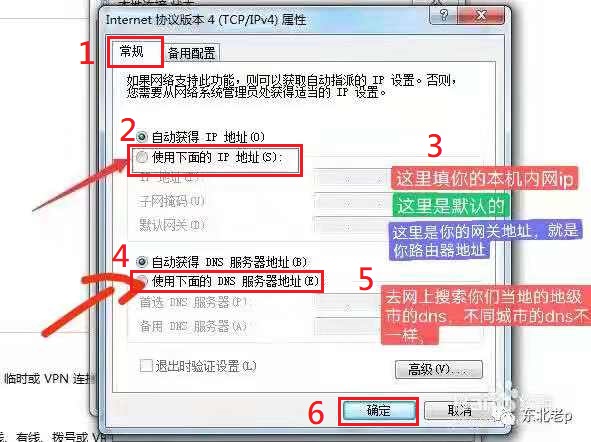 Internet 协议版本 4 (TCP/IPv4) 属性
1
常规
备用配置
如果网络支持此功能，则可以获取自动指派的 IP 设置。否则，
您需要从网络系统管理员处获得适当的 IP 设置。
2
自动获得 IP 地址(O)
3
使用下面的 IP 地址(S):
IP 地址(I)
这里填你的本机内网ip
子网掩码(U)
这里是默认的
默认网关(D)
这里是你的网关地址，就是
你路由器地址
4
自动获得 DNS 服务器地址(B)
5
使用下面的 DNS 服务器地址(E)
首选 DNS 服务器(P)
备用 DNS 服务器(A)
去网上搜索你们当地的地级
市的dns，不同城市的dns不
一样，
退出时验证设置(L)
高级(V)...
临时或 VPN 连接
6
确定
取消
东北老p
有线、拨号或 V